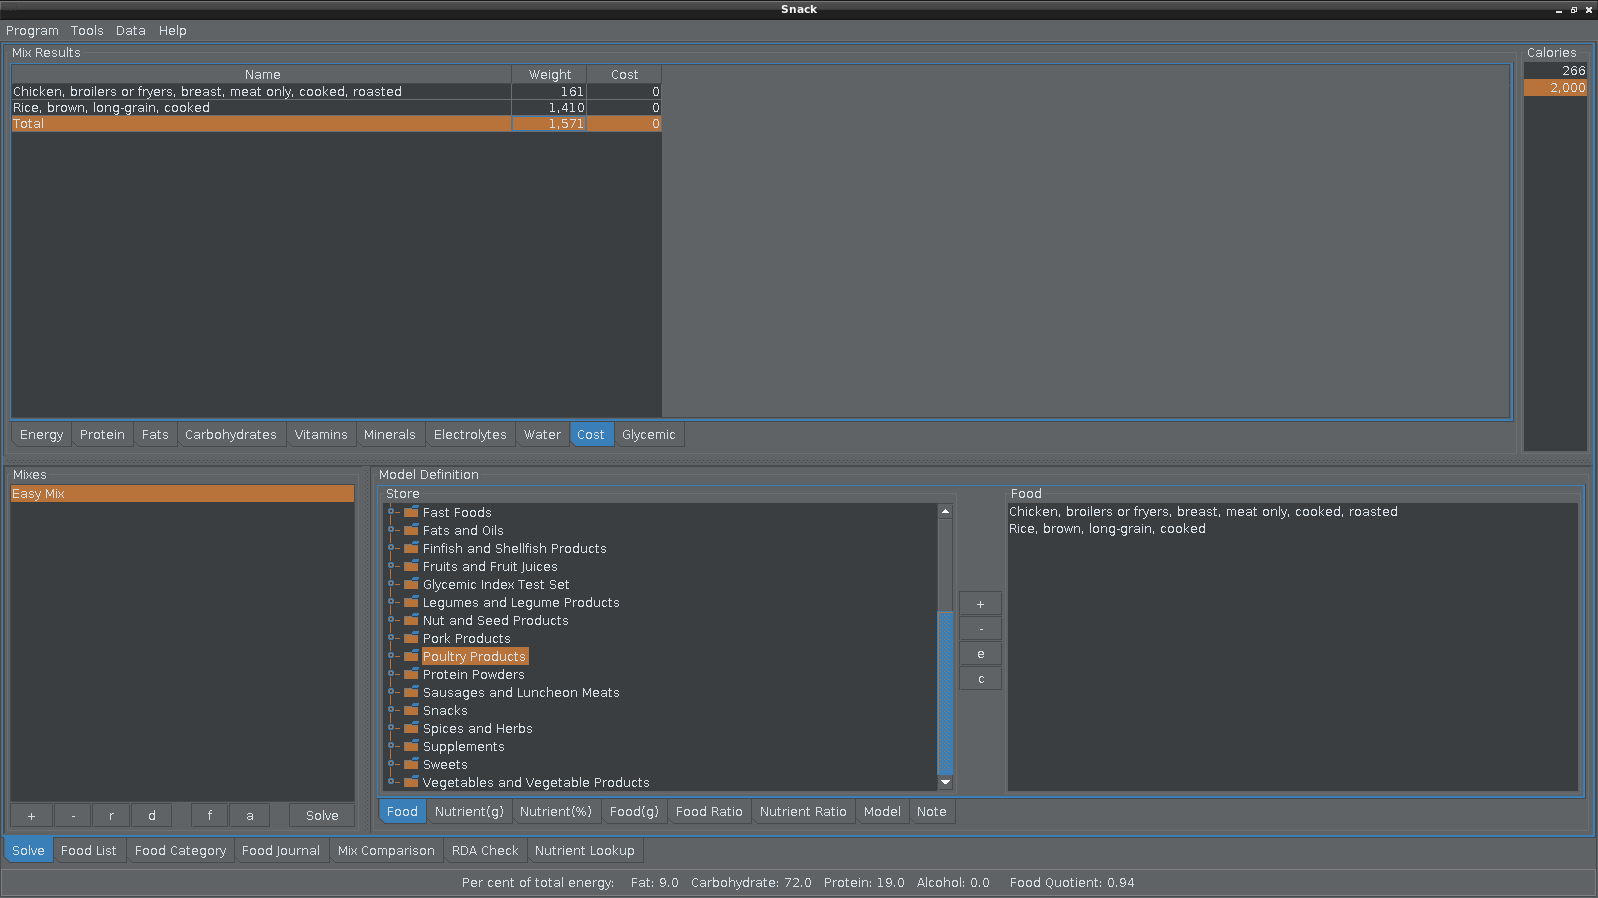 Snack
Program Tools Data Help
Mix Results
Calories
Name Weight Cost
Chicken, broilers or fryers, breast, meat only, cooked, roasted 161 0
Rice, brown, long-grain, cooked 1,410 0
Total 1,571 0
266
2,000
Energy Protein Fats Carbohydrates Vitamins Minerals Electrolytes Water Cost Glycemic
Mixes
Easy Mix
+ - r d f a Solve
Model Definition
Store
Fast Foods
Fats and Oils
Finfish and Shellfish Products
Fruits and Fruit Juices
Glycemic Index Test Set
Legumes and Legume Products
Nut and Seed Products
Pork Products
Poultry Products
Protein Powders
Sausages and Luncheon Meats
Snacks
Spices and Herbs
Supplements
Sweets
Vegetables and Vegetable Products
+
-
e
c
Food
Chicken, broilers or fryers, breast, meat only, cooked, roasted
Rice, brown, long-grain, cooked
Food Nutrient(g) Nutrient(%) Food(g) Food Ratio Nutrient Ratio Model Note
Solve Food List Food Category Food Journal Mix Comparison RDA Check Nutrient Lookup
Per cent of total energy: Fat: 9.0 Carbohydrate: 72.0 Protein: 19.0 Alcohol: 0.0 Food Quotient: 0.94